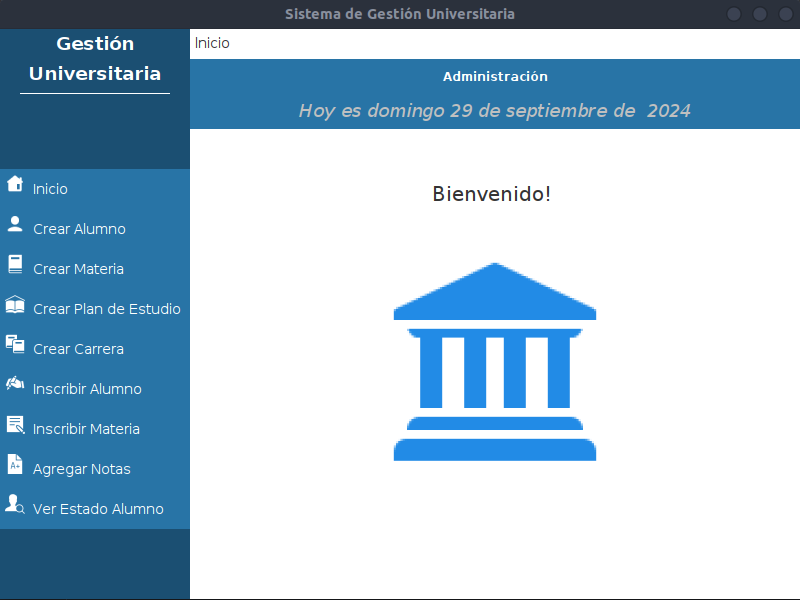 Sistema de Gestión Universitaria
Gestión
Universitaria
Inicio
Crear Alumno
Crear Materia
Crear Plan de Estudio
Crear Carrera
Inscribir Alumno
Inscribir Materia
A+
Agregar Notas
Ver Estado Alumno
Inicio
Administración
Hoy es domingo 29 de septiembre de  2024
Bienvenido!